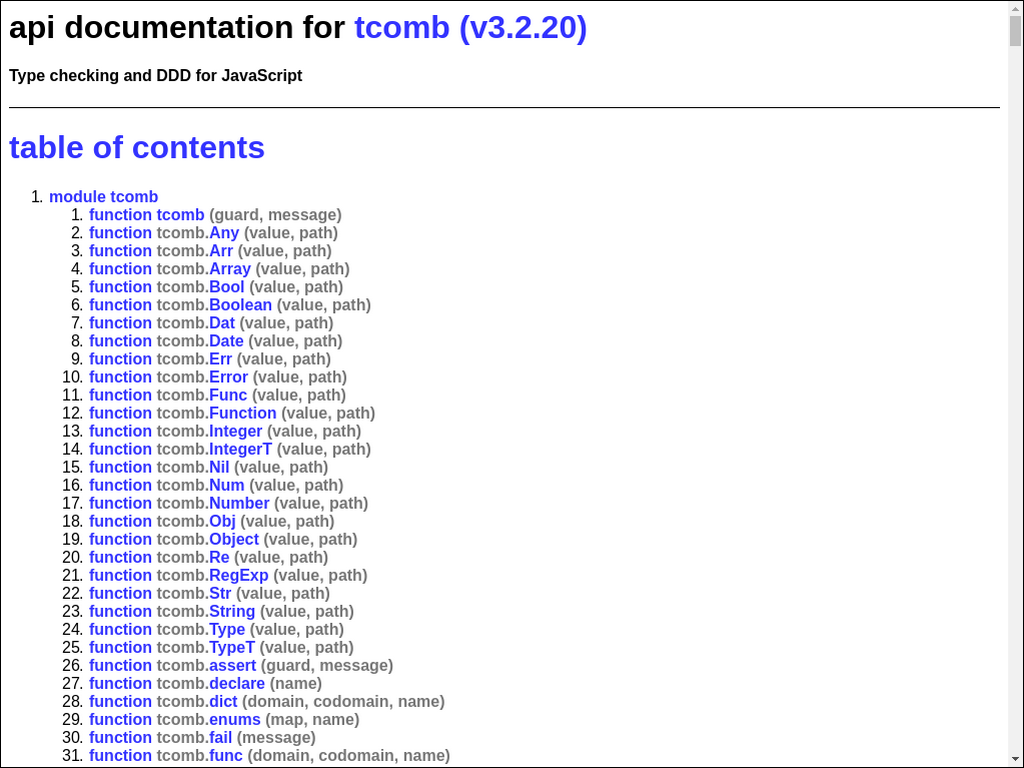 api documentation for tcomb (v3.2.20)
Type checking and DDD for JavaScript
table of contents
1. module tcomb
1. function tcomb (guard, message)
2. function tcomb.Any (value, path)
3. function tcomb.Arr (value, path)
4. function tcomb.Array (value, path)
5. function tcomb.Bool (value, path)
6. function tcomb.Boolean (value, path)
7. function tcomb.Dat (value, path)
8. function tcomb.Date (value, path)
9. function tcomb.Err (value, path)
10. function tcomb.Error (value, path)
11. function tcomb.Func (value, path)
12. function tcomb.Function (value, path)
13. function tcomb.Integer (value, path)
14. function tcomb.IntegerT (value, path)
15. function tcomb.Nil (value, path)
16. function tcomb.Num (value, path)
17. function tcomb.Number (value, path)
18. function tcomb.Obj (value, path)
19. function tcomb.Object (value, path)
20. function tcomb.Re (value, path)
21. function tcomb.RegExp (value, path)
22. function tcomb.Str (value, path)
23. function tcomb.String (value, path)
24. function tcomb.Type (value, path)
25. function tcomb.TypeT (value, path)
26. function tcomb.assert (guard, message)
27. function tcomb.declare (name)
28. function tcomb.dict (domain, codomain, name)
29. function tcomb.enums (map, name)
30. function tcomb.fail (message)
31. function tcomb.func (domain, codomain, name)